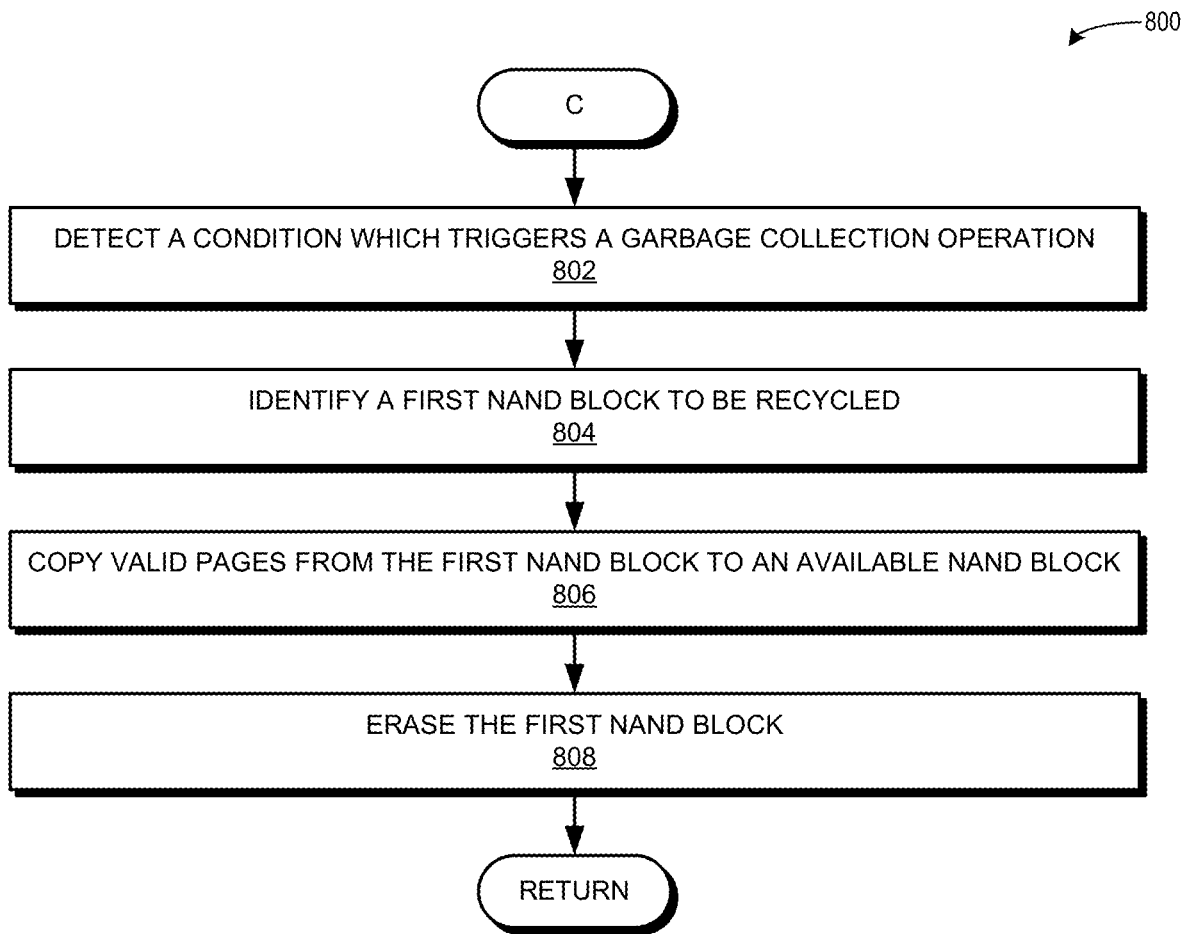 800
C
DETECT A CONDITION WHICH TRIGGERS A GARBAGE COLLECTION OPERATION
802
IDENTIFY A FIRST NAND BLOCK TO BE RECYCLED
804
COPY VALID PAGES FROM THE FIRST NAND BLOCK TO AN AVAILABLE NAND BLOCK
806
ERASE THE FIRST NAND BLOCK
808
RETURN